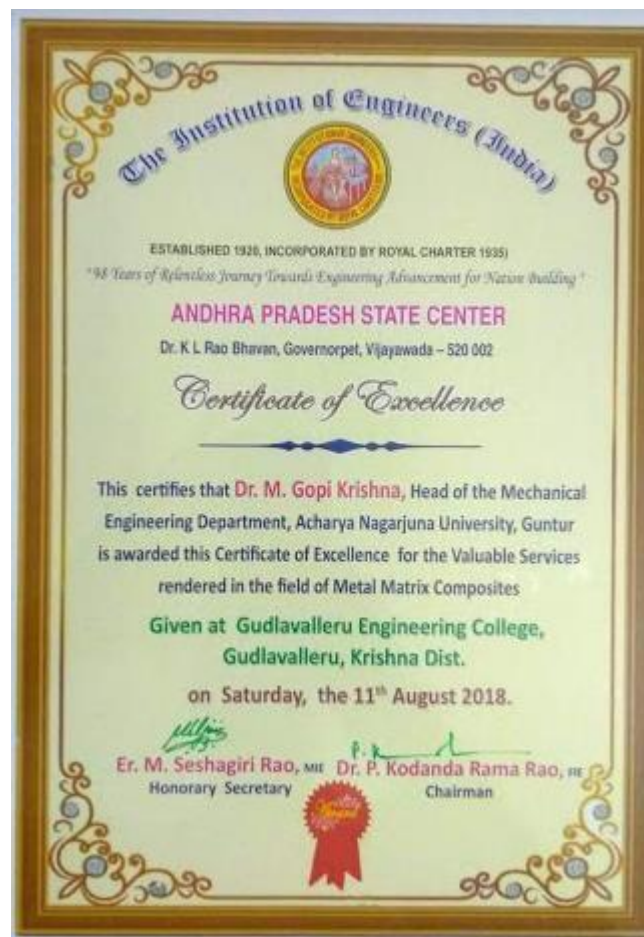 The Institution of Engineers (India)
ESTABLISHED 1920, INCORPORATED BY ROYAL CHARTER 1935)
"98 Years of Relentless Journey Towards Engineering Advancement for Nation Building"
ANDHRA PRADESH STATE CENTER
Dr. K L Rao Bhavan, Governorpet, Vijayawada – 520 002
Certificate of Excellence
This certifies that Dr. M. Gopi Krishna, Head of the Mechanical
Engineering Department, Acharya Nagarjuna University, Guntur
is awarded this Certificate of Excellence for the Valuable Services
rendered in the field of Metal Matrix Composites
Given at Gudlavalleru Engineering College,
Gudlavalleru, Krishna Dist.
on Saturday, the 11th August 2018.
Er. M. Seshagiri Rao, MIE Dr. P. Kodanda Rama Rao, FIE
Honorary Secretary Chairman
Award